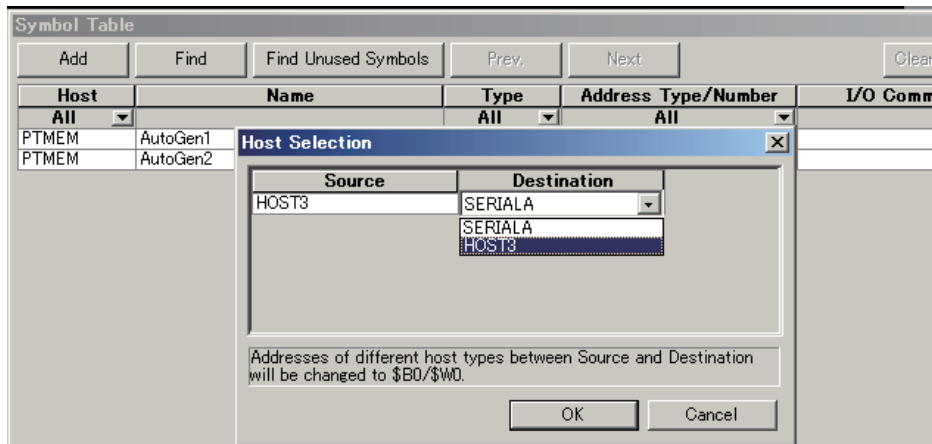 Symbol Table
Add Find Find Unused Symbols Prev. Next Clear
Host Name Type Address Type/Number I/O Comm
All All All
PTMEM AutoGen1
PTMEM AutoGen2
Host Selection
Source Destination
HOST3 SERIALA
SERIALA
HOST3
Addresses of different host types between Source and Destination
will be changed to $B0/$W0.
OK Cancel